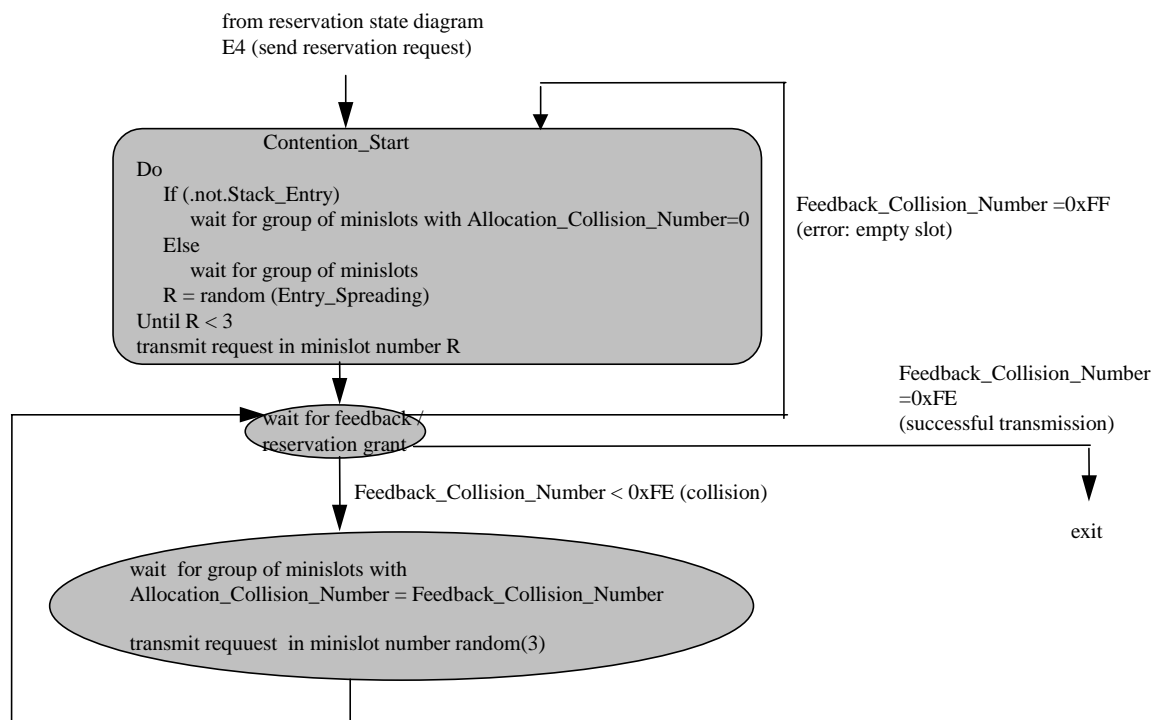 from reservation state diagram
E4 (send reservation request)
Contention_Start
Do
If (.not.Stack_Entry)
wait for group of minislots with Allocation_Collision_Number=0
Else
wait for group of minislots
R = random (Entry_Spreading)
Until R < 3
transmit request in minislot number R
Feedback_Collision_Number =0xFF
(error: empty slot)
wait for feedback /
reservation grant
Feedback_Collision_Number
=0xFE
(successful transmission)
Feedback_Collision_Number < 0xFE (collision)
exit
wait for group of minislots with
Allocation_Collision_Number = Feedback_Collision_Number
transmit requuest in minislot number random(3)